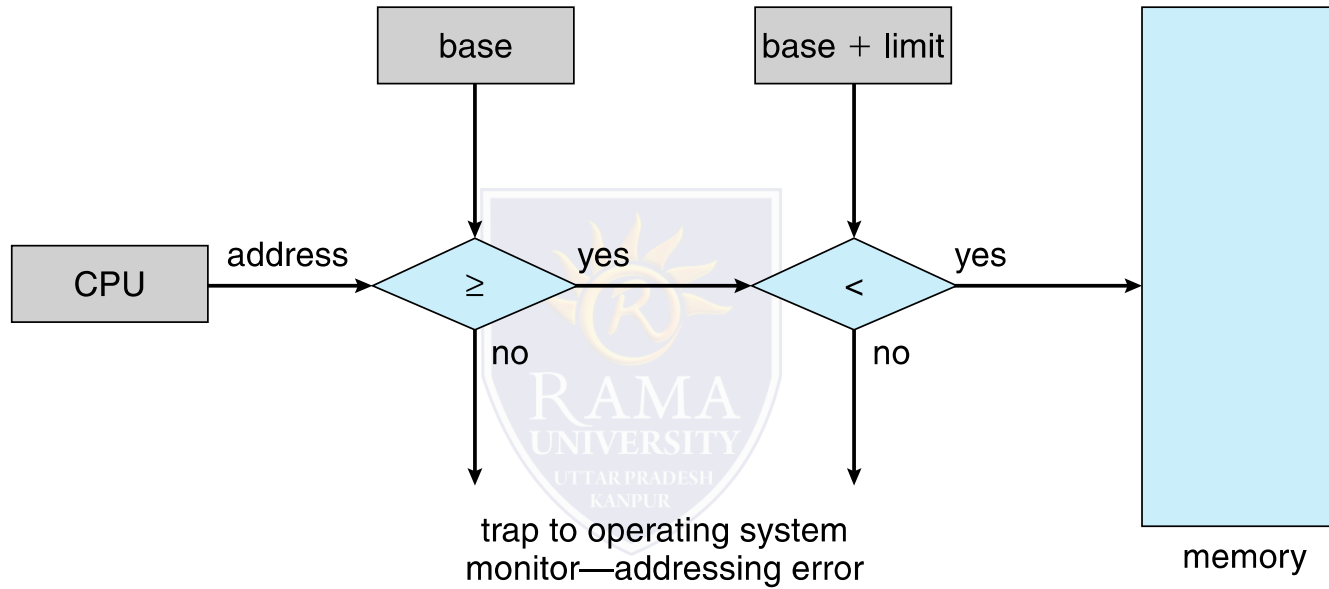 base
base + limit
CPU
address
≥
yes
<
yes
no
no
RAMA
UNIVERSITY
UTTAR PRADESH
KANPUR
trap to operating system
monitor—addressing error
memory